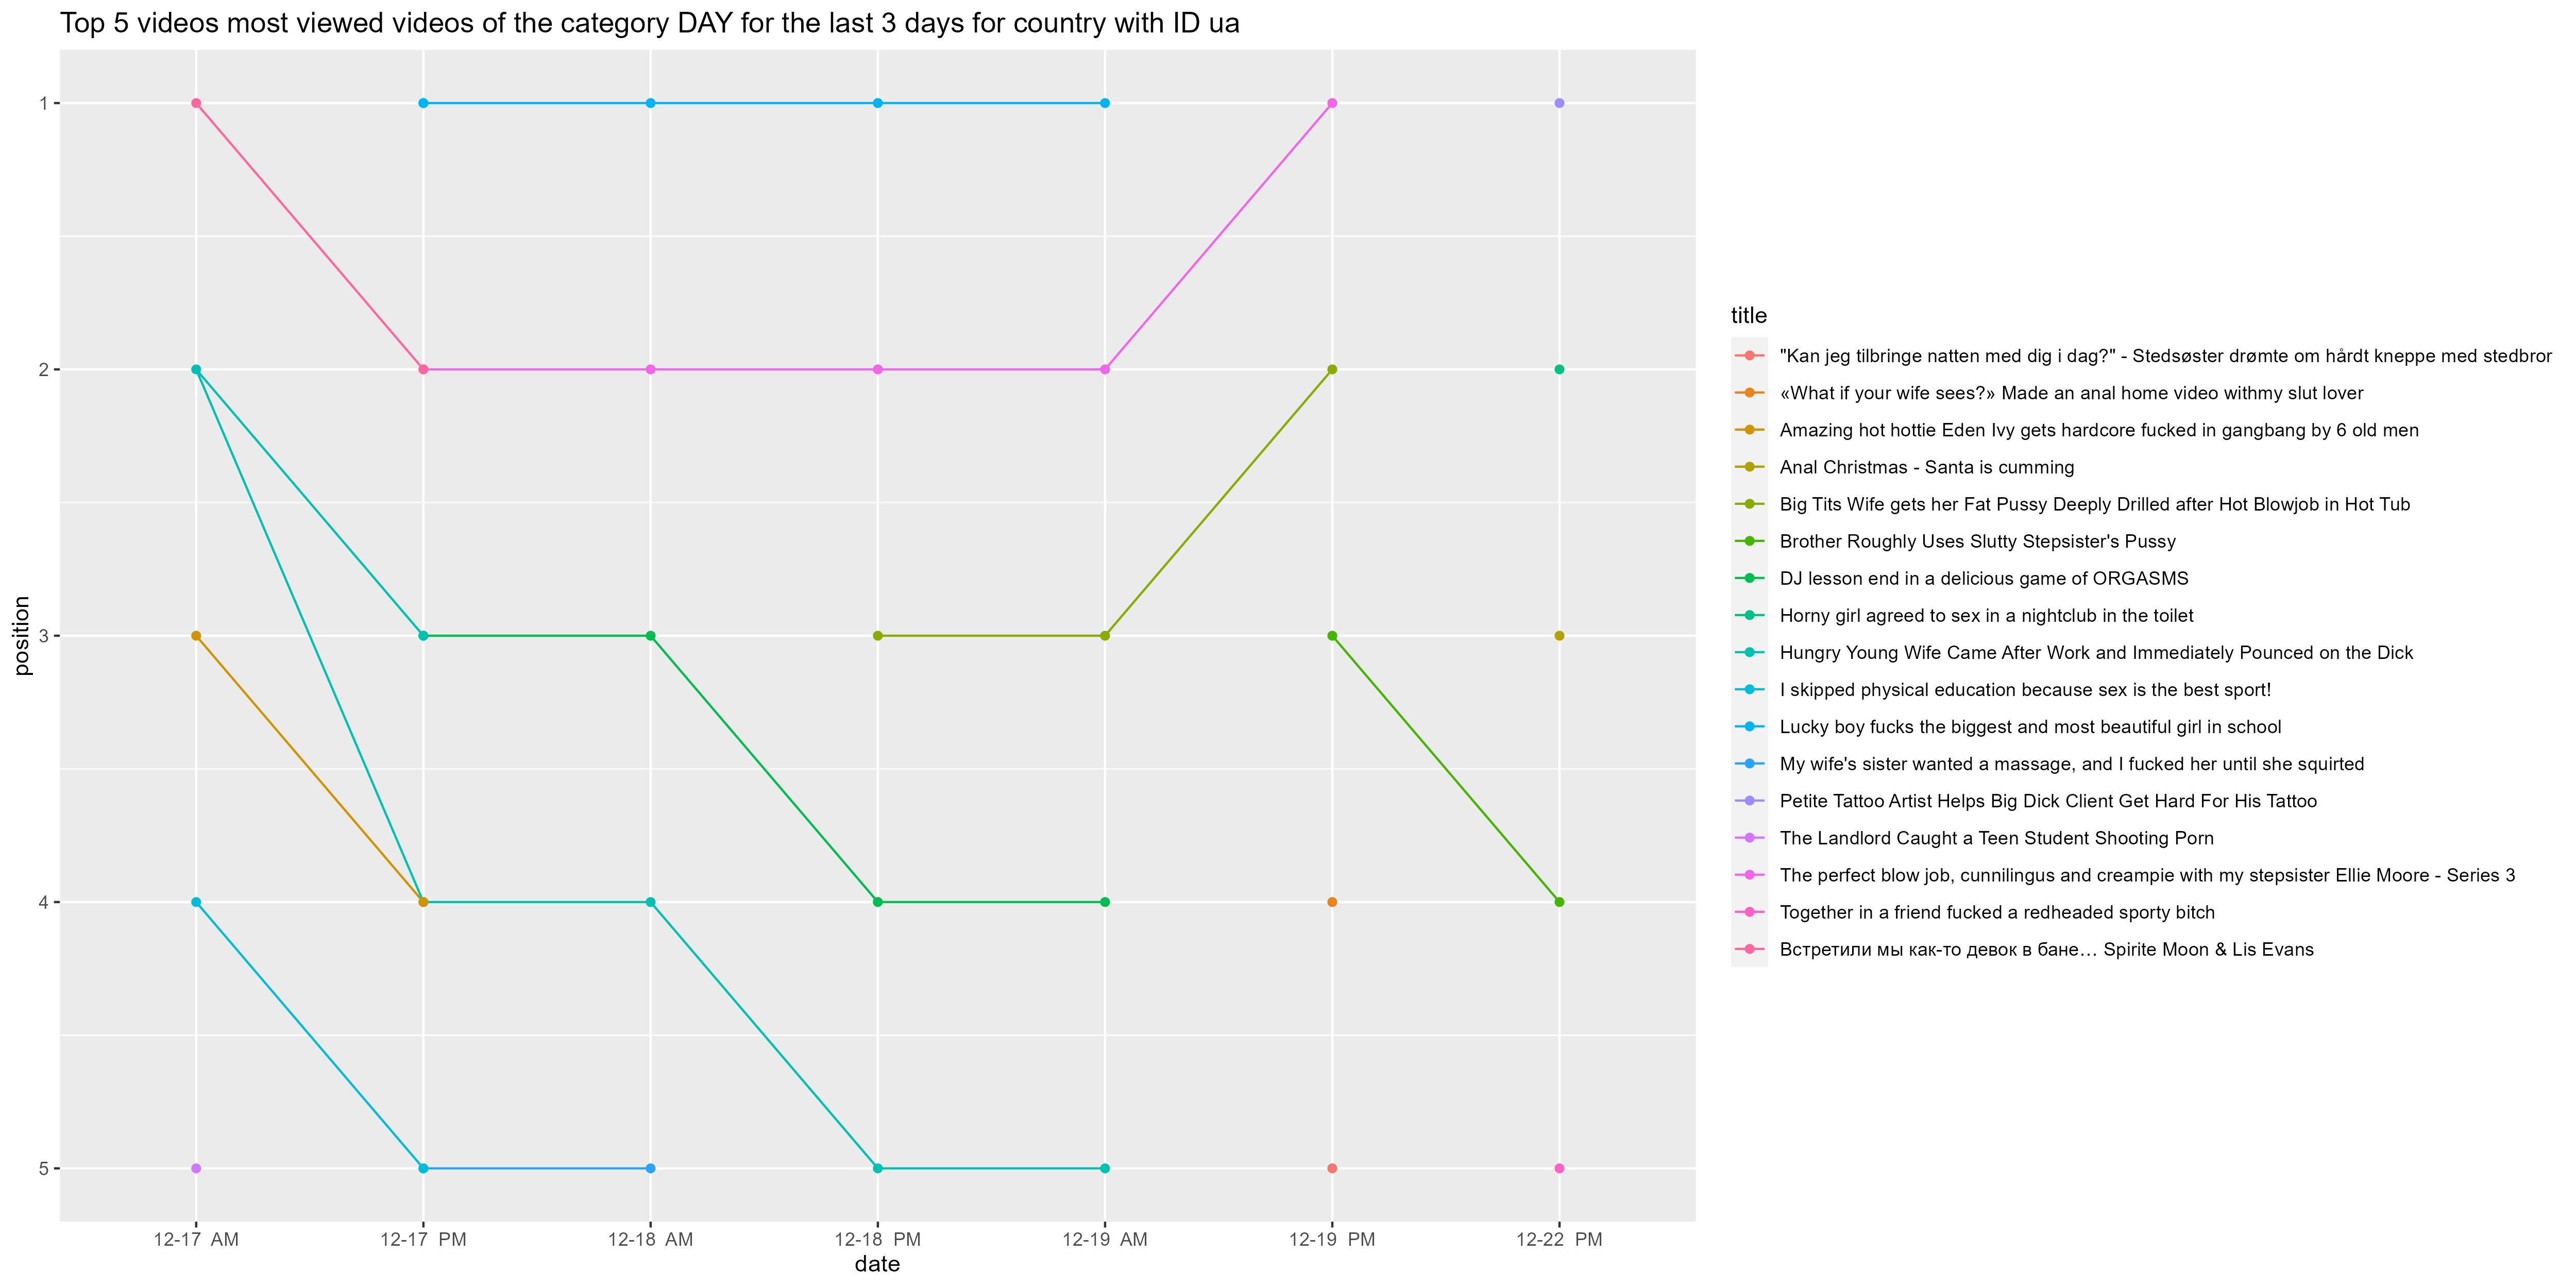 Top 5 videos most viewed videos of the category DAY for the last 3 days for country with ID ua
position
1
2
3
4
5
12-17 AM
12-17 PM
12-18 AM
12-18 PM
12-19 AM
12-19 PM
12-22 PM
date
title
"Kan jeg tilbringe natten med dig i dag?" - Stedsøster drømte om hårdt kneppe med stedbror
«What if your wife sees?» Made an anal home video withmy slut lover
Amazing hot hottie Eden Ivy gets hardcore fucked in gangbang by 6 old men
Anal Christmas - Santa is cumming
Big Tits Wife gets her Fat Pussy Deeply Drilled after Hot Blowjob in Hot Tub
Brother Roughly Uses Slutty Stepsister's Pussy
DJ lesson end in a delicious game of ORGASMS
Horny girl agreed to sex in a nightclub in the toilet
Hungry Young Wife Came After Work and Immediately Pounced on the Dick
I skipped physical education because sex is the best sport!
Lucky boy fucks the biggest and most beautiful girl in school
My wife's sister wanted a massage, and I fucked her until she squirted
Petite Tattoo Artist Helps Big Dick Client Get Hard For His Tattoo
The Landlord Caught a Teen Student Shooting Porn
The perfect blow job, cunnilingus and creampie with my stepsister Ellie Moore - Series 3
Together in a friend fucked a redheaded sporty bitch
Встретили мы как-то девок в бане… Spirite Moon & Lis Evans